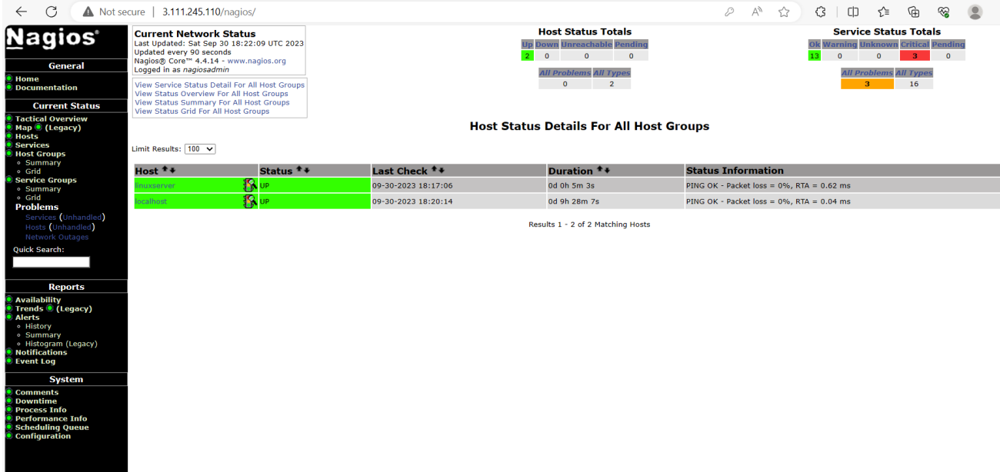 Not secure | 3.111.245.110/nagios/
Nagios®
General
Home
Documentation
Current Status
Tactical Overview
Map (Legacy)
Hosts
Services
Host Groups
Summary
Grid
Service Groups
Summary
Grid
Problems
Services (Unhandled)
Hosts (Unhandled)
Network Outages
Quick Search:
Reports
Availability
Trends (Legacy)
Alerts
History
Summary
Histogram (Legacy)
Notifications
Event Log
System
Comments
Downtime
Process Info
Performance Info
Scheduling Queue
Configuration
Current Network Status
Last Updated: Sat Sep 30 18:22:09 UTC 2023
Updated every 90 seconds
Nagios® Core™ 4.4.14 - www.nagios.org
Logged in as nagiosadmin
View Service Status Detail For All Host Groups
View Status Overview For All Host Groups
View Status Summary For All Host Groups
View Status Grid For All Host Groups
Host Status Totals
Up Down Unreachable Pending
2 0 0 0
All Problems All Types
0 2
Service Status Totals
Ok Warning Unknown Critical Pending
13 0 0 3 0
All Problems All Types
3 16
Host Status Details For All Host Groups
Limit Results: 100
Host Status Last Check Duration Status Information
linuxserver UP 09-30-2023 18:17:06 0d 0h 5m 3s PING OK - Packet loss = 0%, RTA = 0.62 ms
localhost UP 09-30-2023 18:20:14 0d 9h 28m 7s PING OK - Packet loss = 0%, RTA = 0.04 ms
Results 1 - 2 of 2 Matching Hosts